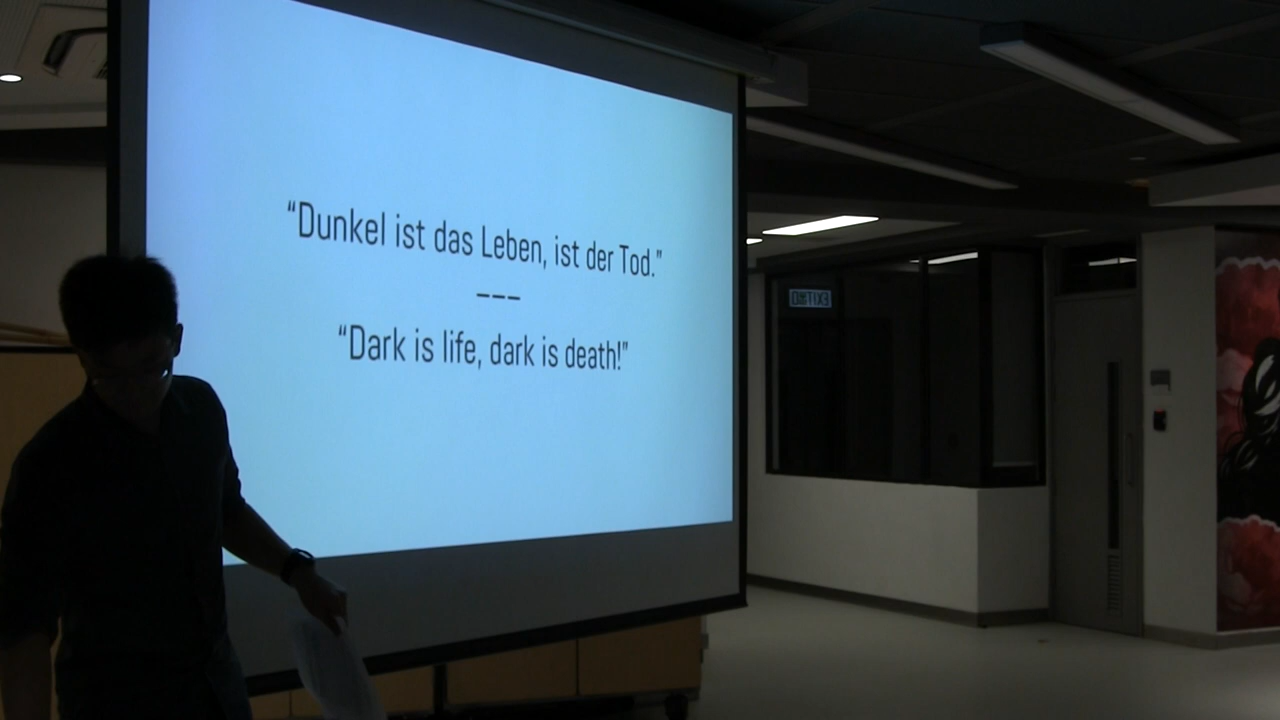 “Dunkel ist das Leben, ist der Tod.”
---
“Dark is life, dark is death!”
EXIT